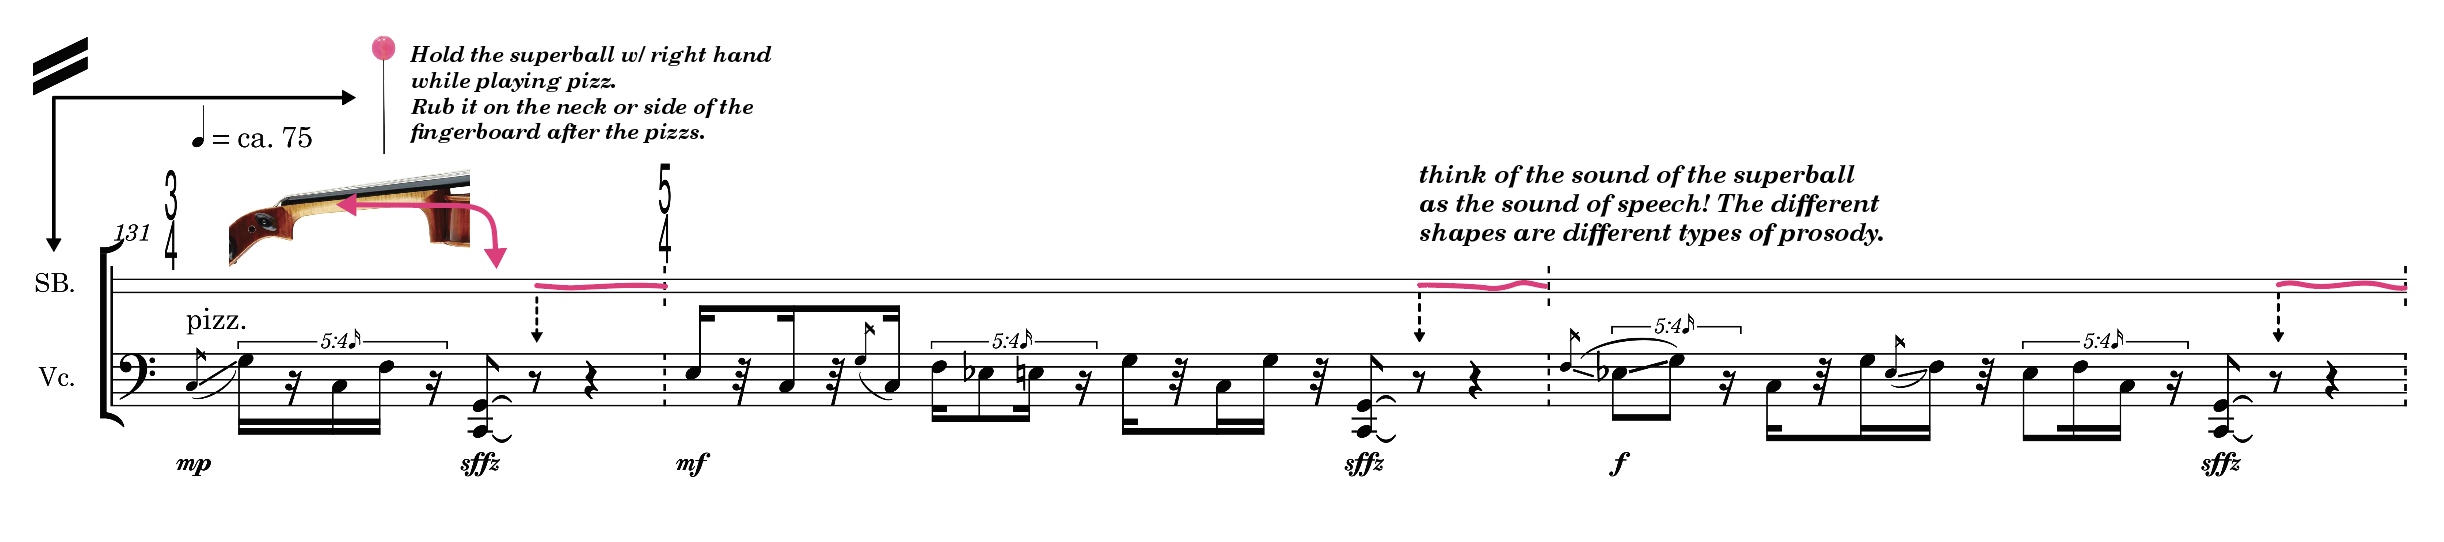 Hold the superball w/ right hand
while playing pizz.
Rub it on the neck or side of the
fingerboard after the pizzs.
= ca. 75
3
4
5
4
think of the sound of the superball
as the sound of speech! The different
shapes are different types of prosody.
131
SB.
pizz.
5:4
5:4
5:4
5:4
Vc.
mp
sffz
mf
sffz
f
sffz